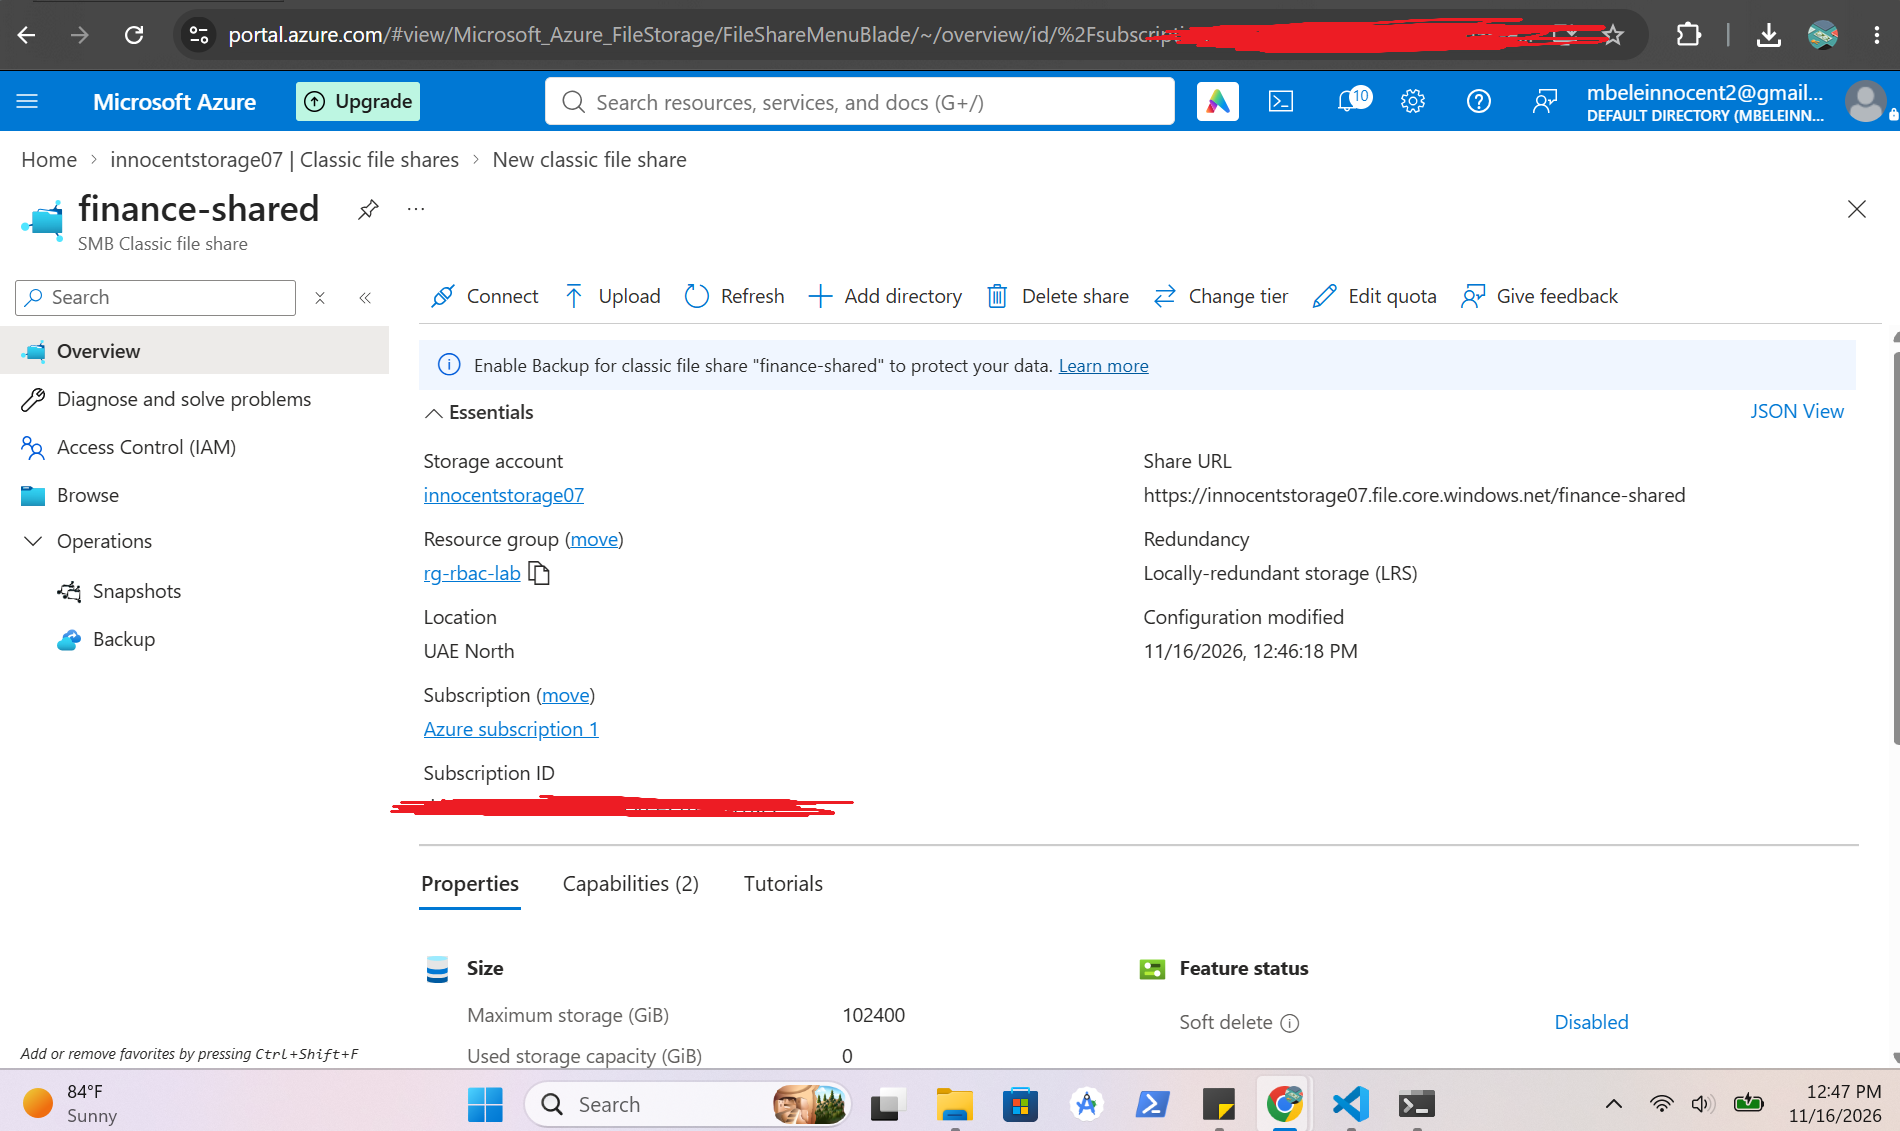 portal.azure.com/#view/Microsoft_Azure_FileStorage/FileShareMenuBlade/~/overview/id/%2Fsubscripti
Microsoft Azure
Upgrade
Search resources, services, and docs (G+/)
10
mbeleinnocent2@gmail...
DEFAULT DIRECTORY (MBELEINN...
Home > innocentstorage07 | Classic file shares > New classic file share
finance-shared
...
SMB Classic file share
Search
Connect
Upload
Refresh
Add directory
Delete share
Change tier
Edit quota
Give feedback
Overview
Diagnose and solve problems
Access Control (IAM)
Browse
Operations
Snapshots
Backup
Add or remove favorites by pressing Ctrl+Shift+F
Enable Backup for classic file share "finance-shared" to protect your data. Learn more
Essentials
JSON View
Storage account
innocentstorage07
Resource group (move)
rg-rbac-lab
Location
UAE North
Subscription (move)
Azure subscription 1
Subscription ID
Share URL
https://innocentstorage07.file.core.windows.net/finance-shared
Redundancy
Locally-redundant storage (LRS)
Configuration modified
11/16/2026, 12:46:18 PM
Properties
Capabilities (2)
Tutorials
Size
Maximum storage (GiB) 102400
Used storage capacity (GiB) 0
Feature status
Soft delete Disabled
84°F
Sunny
Search
12:47 PM
11/16/2026